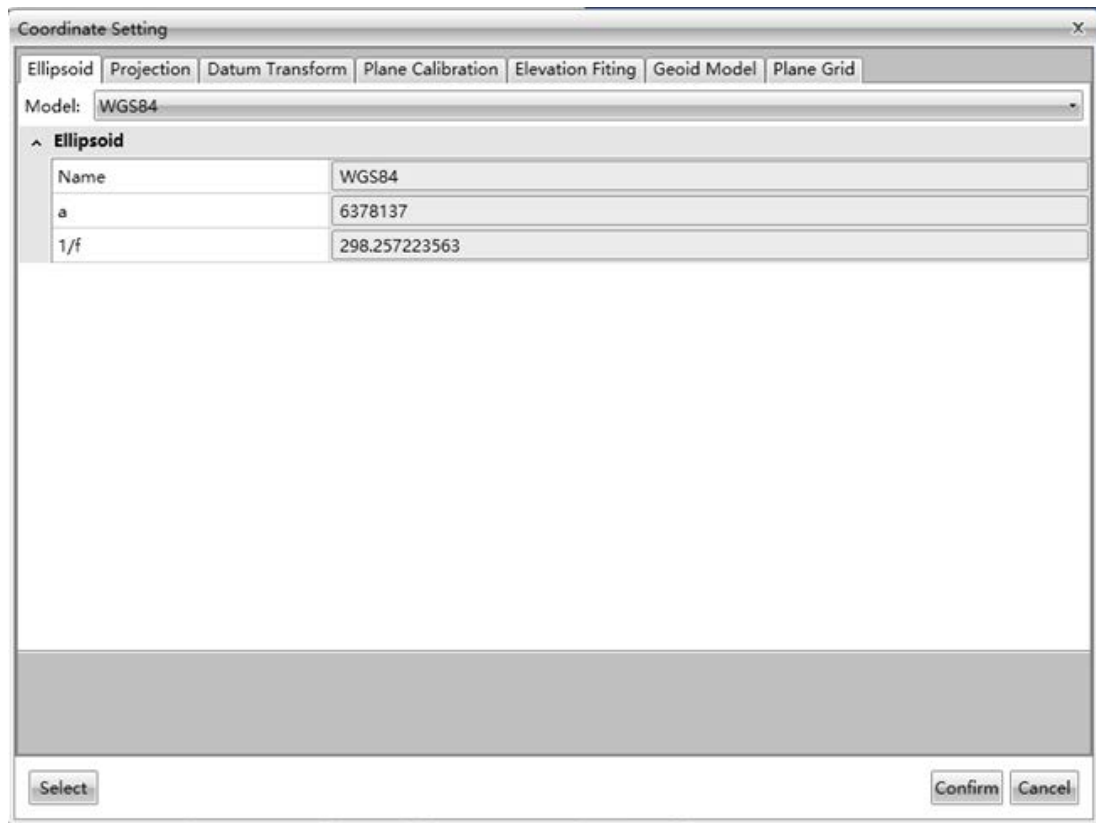 Coordinate Setting x
Ellipsoid Projection Datum Transform Plane Calibration Elevation Fiting Geoid Model Plane Grid
Model: WGS84
Ellipsoid
Name WGS84
a 6378137
1/f 298.257223563
Select Confirm Cancel